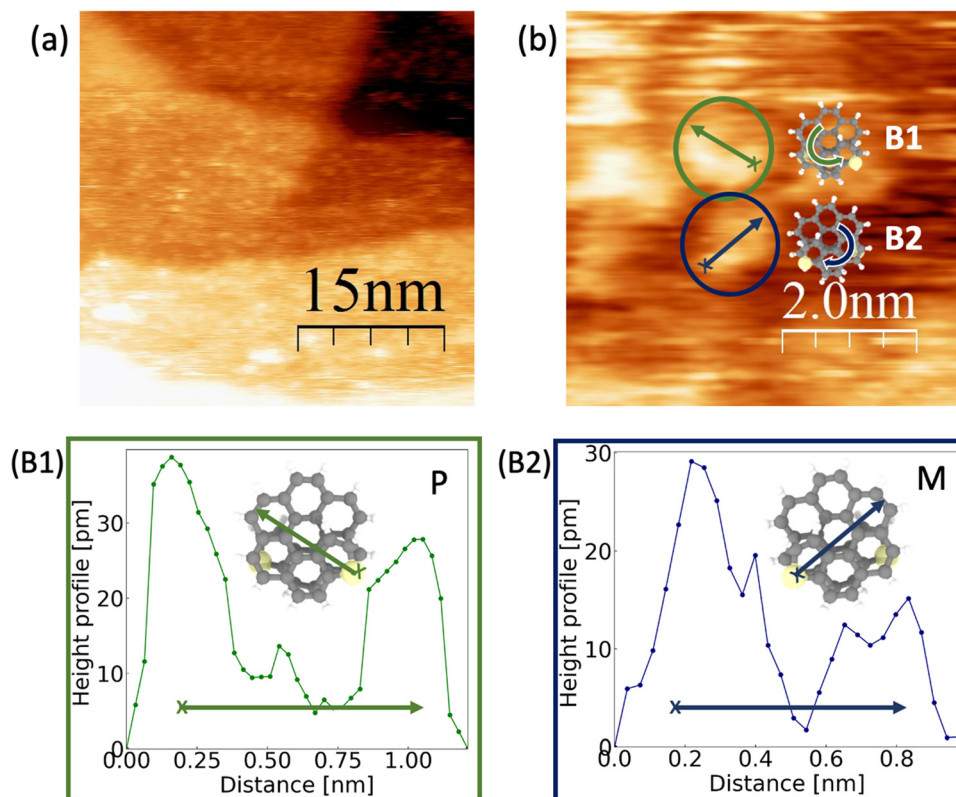 (a)
15nm
(b)
B1
B2
2.0nm
(B1)
P
Height profile [pm]
30
20
10
0
0.00
0.25
0.50
0.75
1.00
Distance [nm]
x
(B2)
M
Height profile [pm]
30
20
10
0
0.0
0.2
0.4
0.6
0.8
Distance [nm]
x